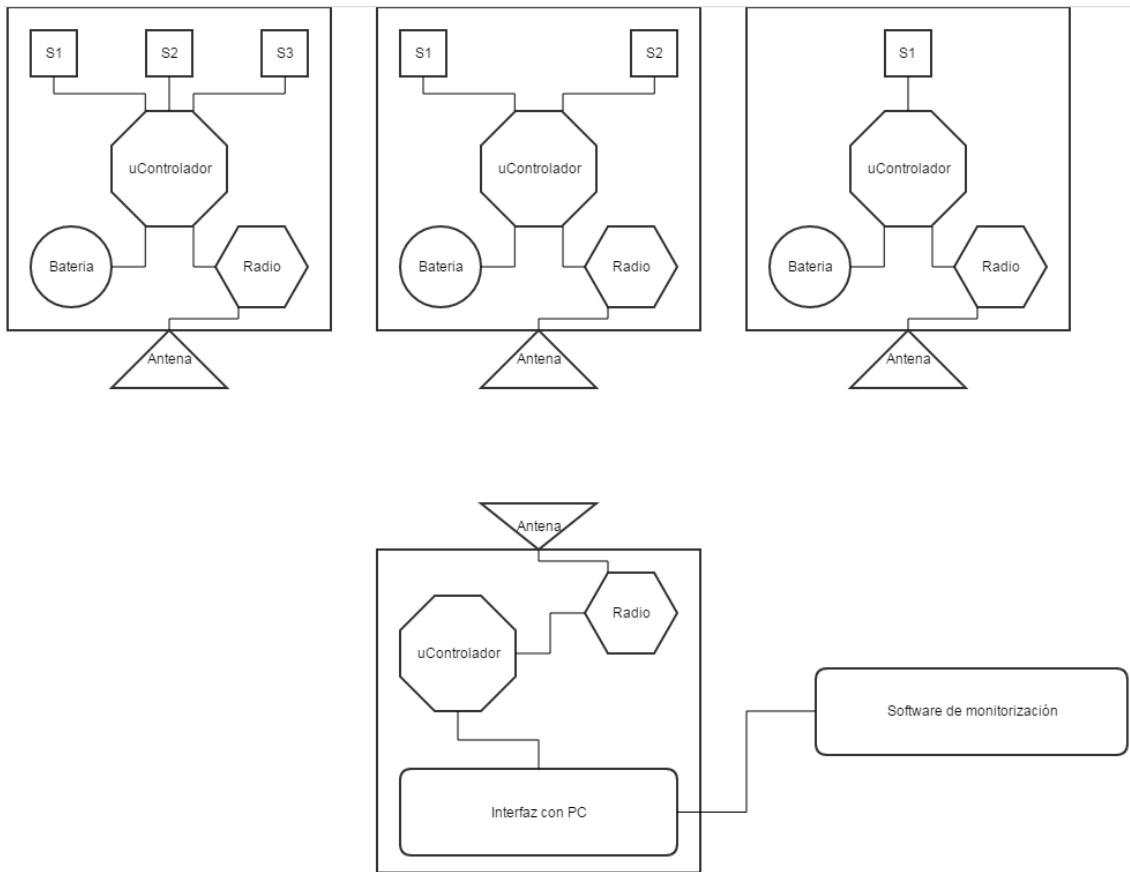 S1
S2
S3
uControlador
Bateria
Radio
Antena
S1
S2
uControlador
Bateria
Radio
Antena
S1
uControlador
Bateria
Radio
Antena
Antena
Radio
uControlador
Interfaz con PC
Software de monitorización